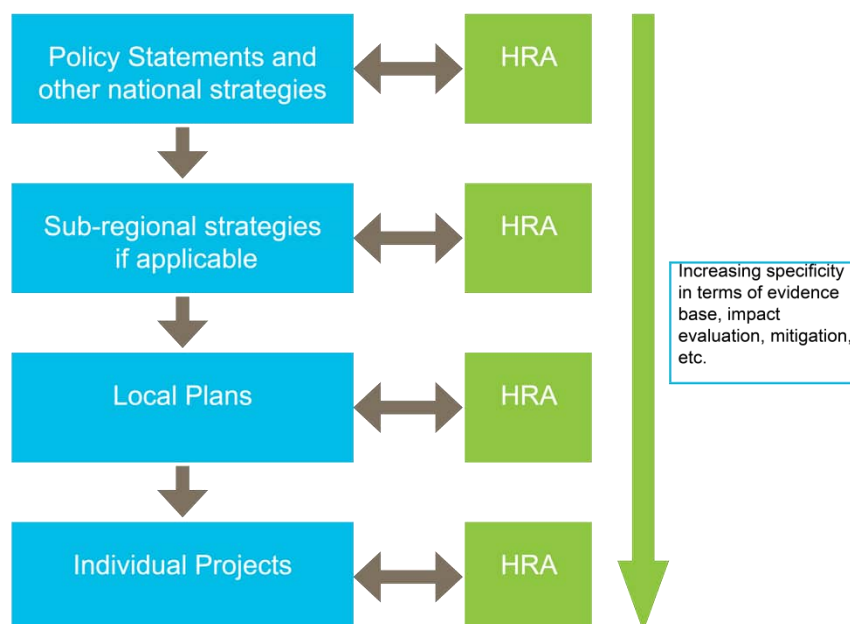 Policy Statements and
other national strategies
HRA
Sub-regional strategies
if applicable
HRA
Increasing specificity
in terms of evidence
base, impact
evaluation, mitigation,
etc.
Local Plans
HRA
Individual Projects
HRA